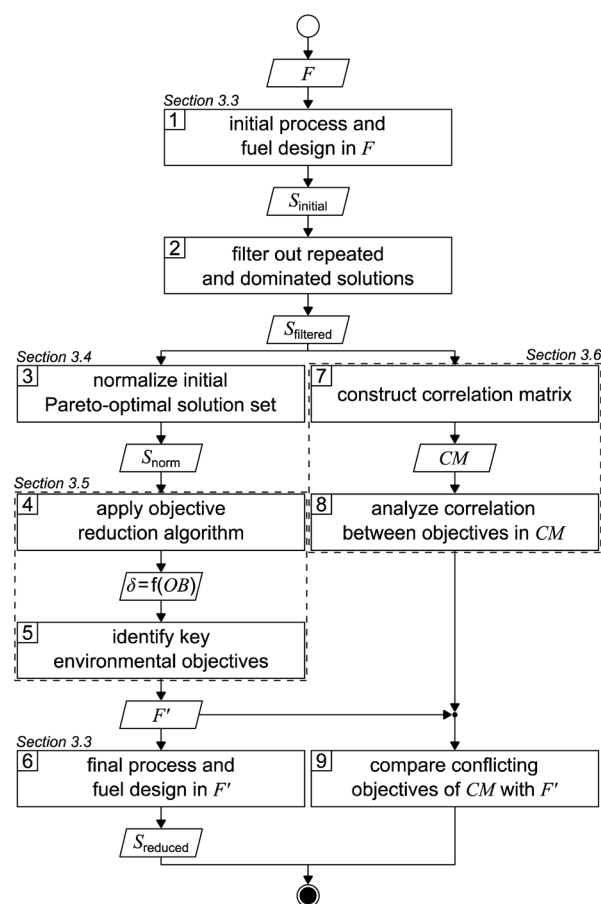 F
Section 3.3
1
initial process and
fuel design in F
S_initial
2
filter out repeated
and dominated solutions
S_filtered
Section 3.4
3
normalize initial
Pareto-optimal solution set
Section 3.6
7
construct correlation matrix
S_norm
CM
Section 3.5
4
apply objective
reduction algorithm
8
analyze correlation
between objectives in CM
δ=f(OB)
5
identify key
environmental objectives
F'
Section 3.3
6
final process and
fuel design in F'
9
compare conflicting
objectives of CM with F'
S_reduced